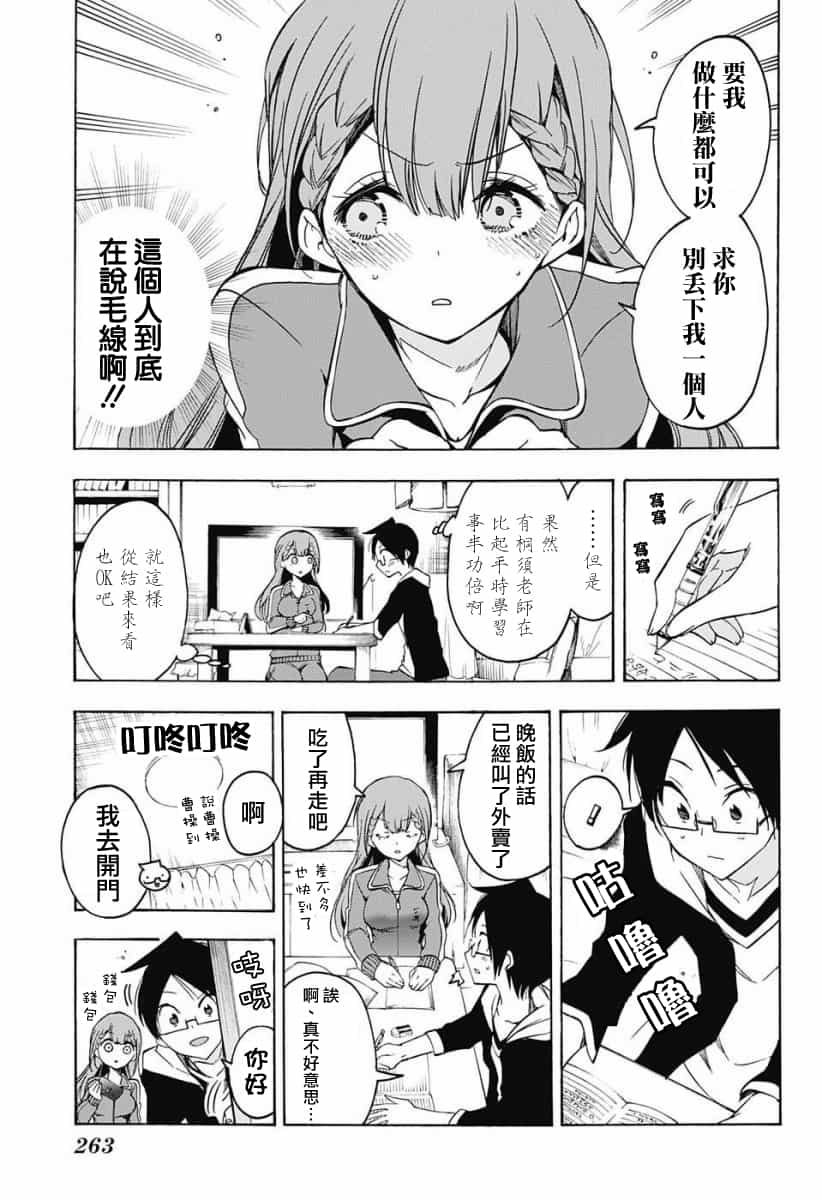 要我
做什麼都可以
求你
別丟下我一個人
這個人到底
在說毛線啊!!
寫寫
寫寫
……但是
果然
有桐須老師在
比起平時學習
事半功倍啊
就這樣
從結果來看
也OK吧
！
咕嚕嚕
晚飯的話
已經叫了外賣了
吃了再走吧
差不多
也快到了
誒
啊、真不好意思…
叮咚叮咚
啊
說曹操
曹操到
我去開門
吱呀
你好
錢包
錢包
263